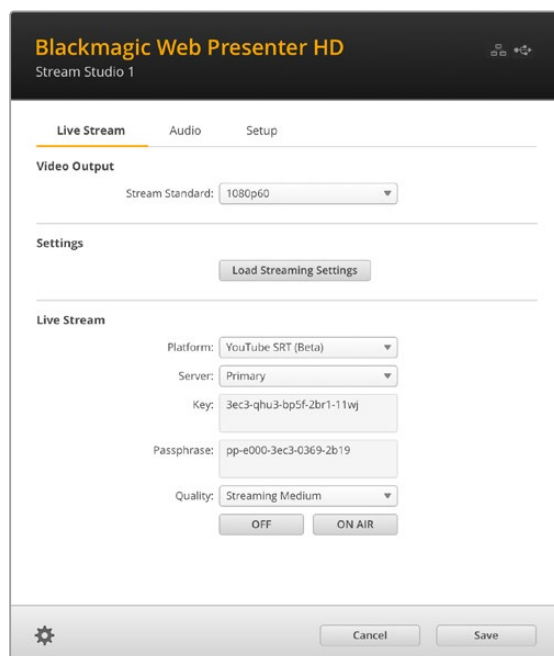 Blackmagic Web Presenter HD
Stream Studio 1
Live Stream Audio Setup
Video Output
Stream Standard: 1080p60
Settings
Load Streaming Settings
Live Stream
Platform: YouTube SRT (Beta)
Server: Primary
Key: 3ec3-qhu3-bp5f-2br1-11wj
Passphrase: pp-e000-3ec3-0369-2b19
Quality: Streaming Medium
OFF ON AIR
Cancel Save